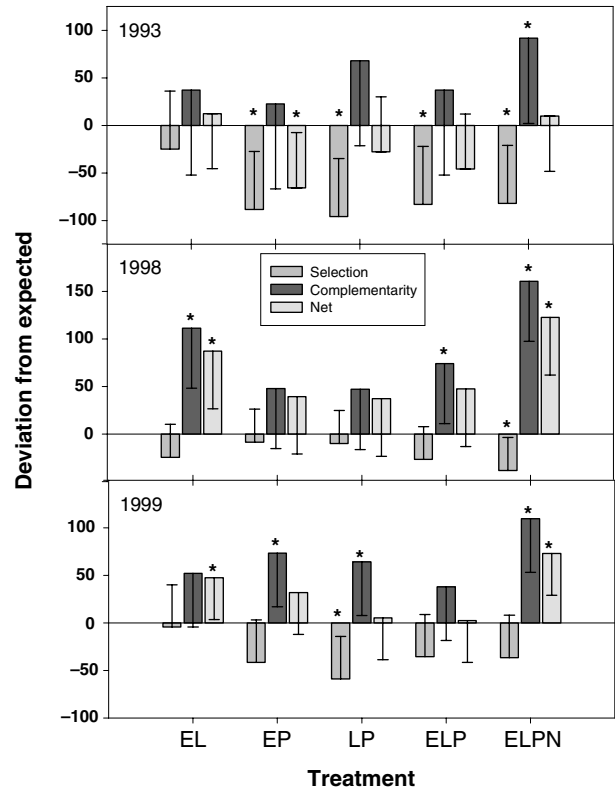 1993
100
50
0
−50
−100
* * * * * *
1998
Selection
Complementarity
Net
150
100
50
0
* * * * * *
1999
100
50
0
−50
−100
* * * * * *
EL EP LP ELP ELPN
Treatment
Deviation from expected